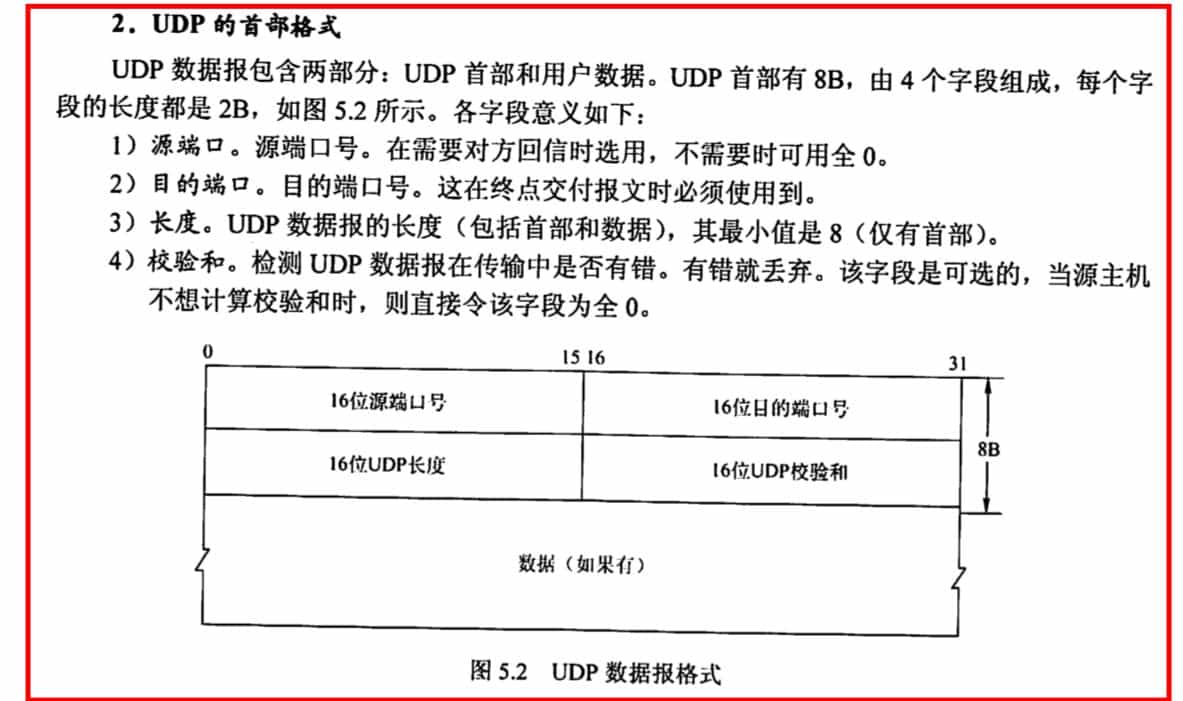 2．UDP 的首部格式
UDP 数据报包含两部分：UDP 首部和用户数据。UDP 首部有 8B，由 4 个字段组成，每个字
段的长度都是 2B，如图 5.2 所示。各字段意义如下：
1）源端口。源端口号。在需要对方回信时选用，不需要时可用全 0。
2）目的端口。目的端口号。这在终点交付报文时必须使用到。
3）长度。UDP 数据报的长度（包括首部和数据），其最小值是 8（仅有首部）。
4）校验和。检测 UDP 数据报在传输中是否有错。有错就丢弃。该字段是可选的，当源主机
不想计算校验和时，则直接令该字段为全 0。
0 15 16 31
16位源端口号 16位目的端口号
8B
16位UDP长度 16位UDP校验和
数据（如果有）
图 5.2 UDP 数据报格式